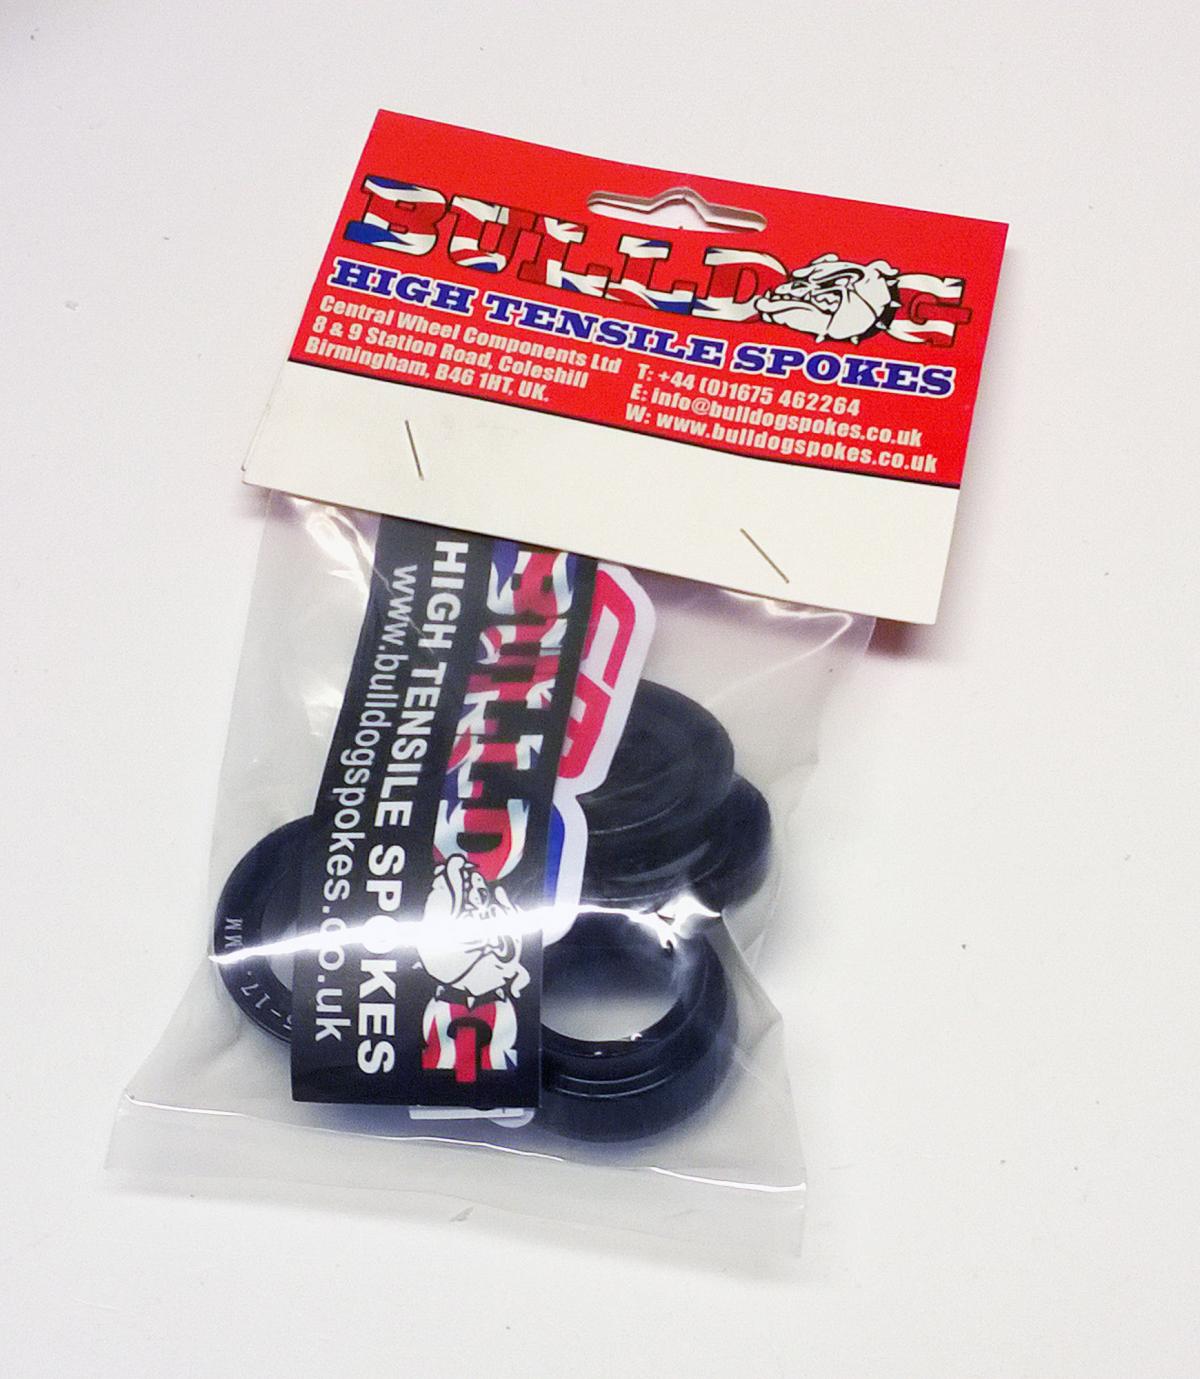 BULLDOG
HIGH TENSILE SPOKES
Central Wheel Components Ltd
8 & 9 Station Road, Coleshill
Birmingham, B46 1HT, UK.
T: +44 (0)1675 462264
E: info@bulldogspokes.co.uk
W: www.bulldogspokes.co.uk
BULLDOG
HIGH TENSILE SPOKES
www.bulldogspokes.co.uk
MM